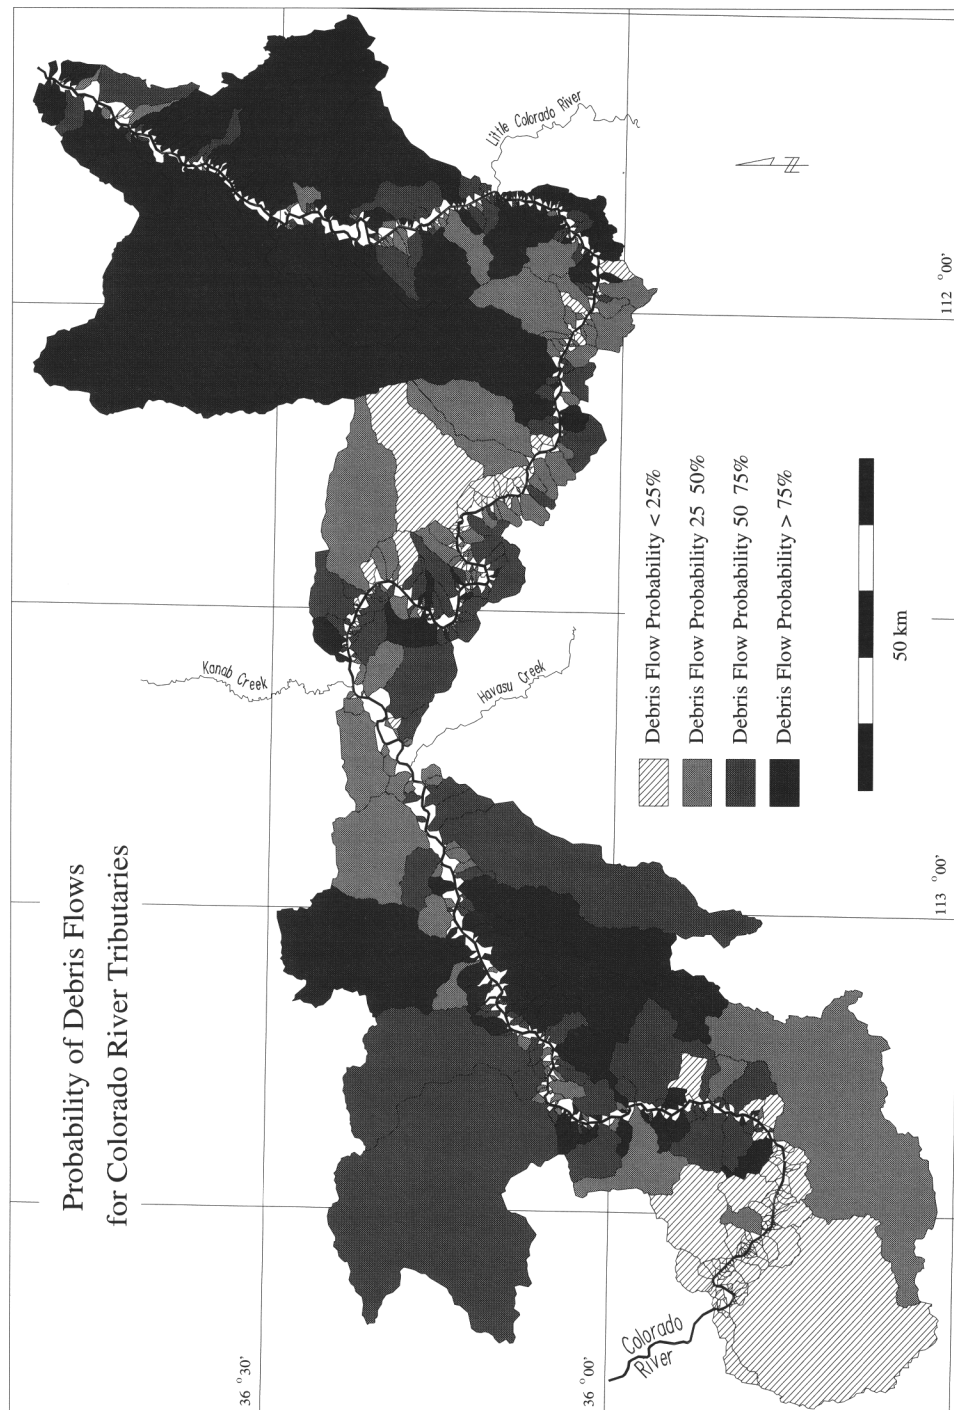 Probability of Debris Flows
for Colorado River Tributaries
Kanab Creek
Havasu Creek
Little Colorado River
Colorado
River
N
36 ° 30'
36 ° 00'
113 ° 00'
112 ° 00'
Debris Flow Probability < 25%
Debris Flow Probability 25 50%
Debris Flow Probability 50 75%
Debris Flow Probability > 75%
50 km